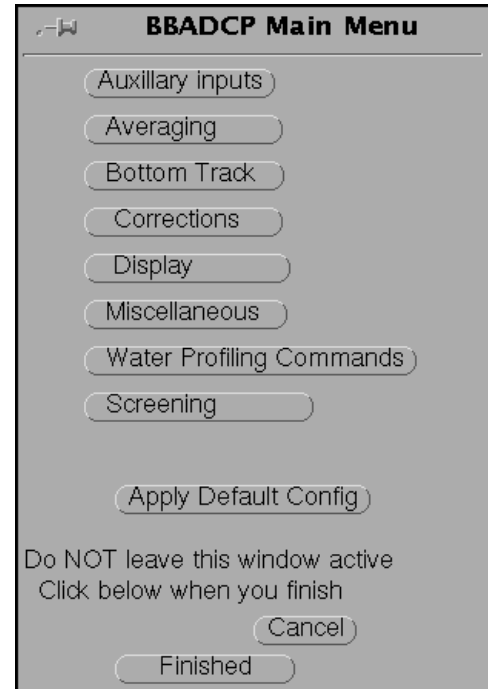 BBADCP Main Menu
Auxillary inputs
Averaging
Bottom Track
Corrections
Display
Miscellaneous
Water Profiling Commands
Screening
Apply Default Config
Do NOT leave this window active
Click below when you finish
Cancel
Finished